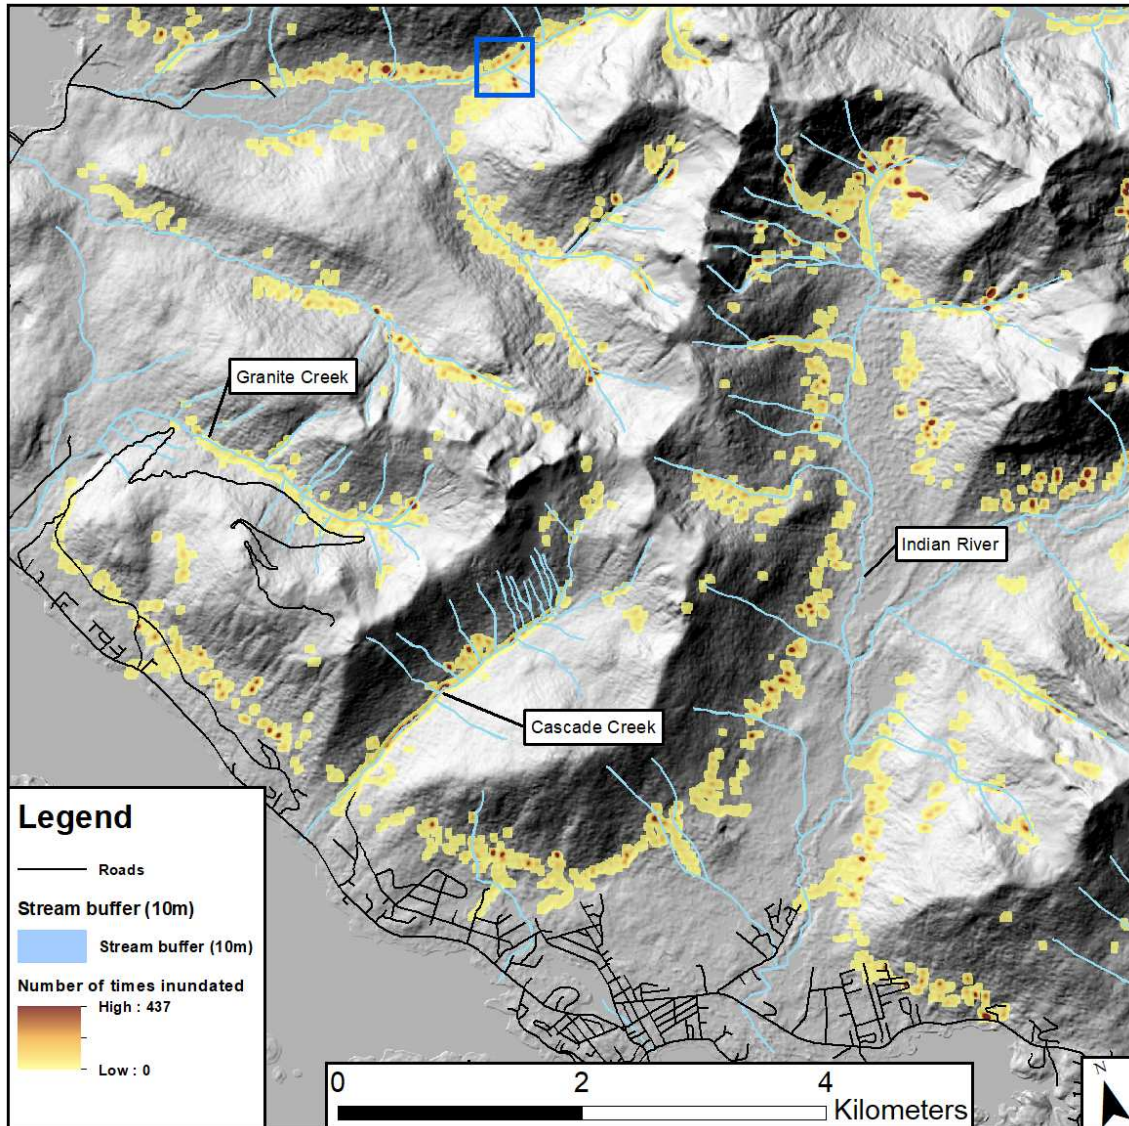 Granite Creek
Indian River
Cascade Creek
Legend
Roads
Stream buffer (10m)
Stream buffer (10m)
Number of times inundated
High : 437
Low : 0
0 2 4
Kilometers
N